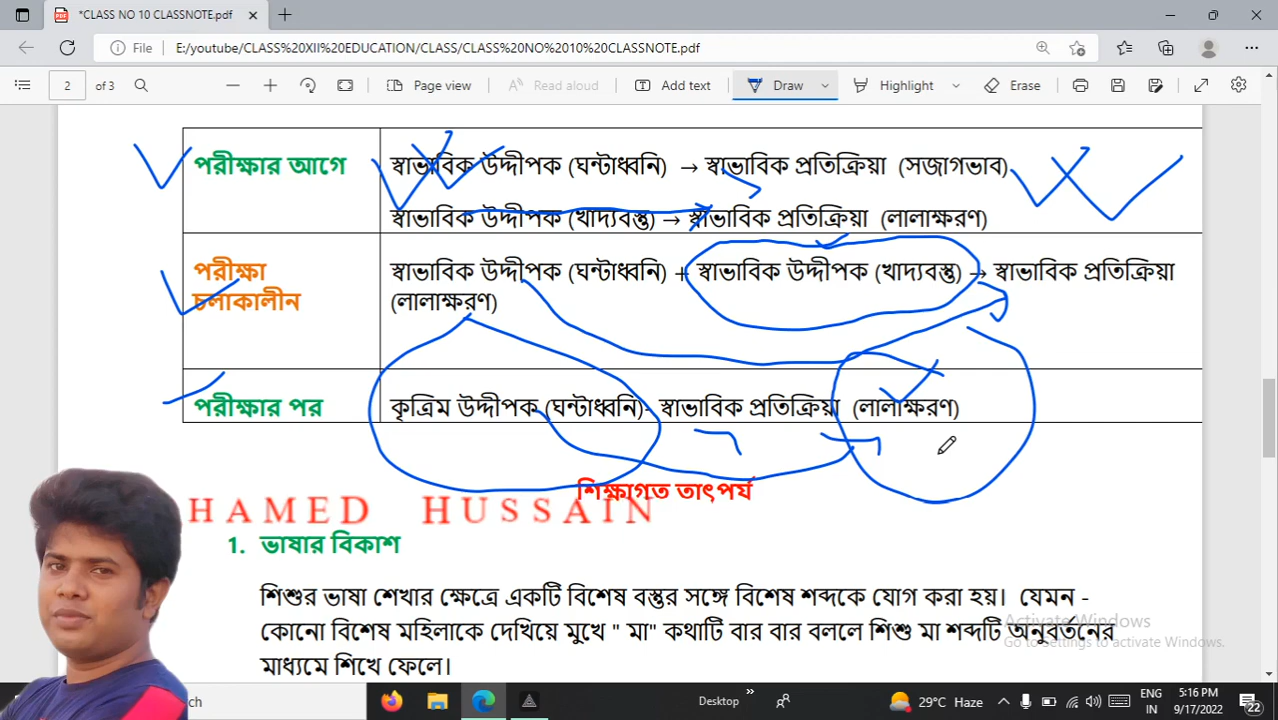 *CLASS NO 10 CLASSNOTE.pdf
File E:/youtube/CLASS%20XII%20EDUCATION/CLASS/CLASS%20NO%2010%20CLASSNOTE.pdf
2 of 3 Page view Read aloud Add text Draw Highlight Erase
পরীক্ষার আগে
স্বাভাবিক উদ্দীপক (ঘন্টাধ্বনি) → স্বাভাবিক প্রতিক্রিয়া (সজাগভাব)
স্বাভাবিক উদ্দীপক (খাদ্যবস্তু) → স্বাভাবিক প্রতিক্রিয়া (লালাক্ষরণ)
পরীক্ষা
চলাকালীন
স্বাভাবিক উদ্দীপক (ঘন্টাধ্বনি) + স্বাভাবিক উদ্দীপক (খাদ্যবস্তু) → স্বাভাবিক প্রতিক্রিয়া
(লালাক্ষরণ)
পরীক্ষার পর
কৃত্রিম উদ্দীপক (ঘন্টাধ্বনি)- স্বাভাবিক প্রতিক্রিয়া (লালাক্ষরণ)
শিক্ষাগত তাৎপর্য
HAMED HUSSAIN
1. ভাষার বিকাশ
শিশুর ভাষা শেখার ক্ষেত্রে একটি বিশেষ বস্তুর সঙ্গে বিশেষ শব্দকে যোগ করা হয়। যেমন -
কোনো বিশেষ মহিলাকে দেখিয়ে মুখে " মা" কথাটি বার বার বললে শিশু মা শব্দটি অনুবর্তনের
মাধ্যমে শিখে ফেলে।
Activate Windows
Go to Settings to activate Windows.
rch
Desktop
29°C Haze
ENG
IN
5:16 PM
9/17/2022
22